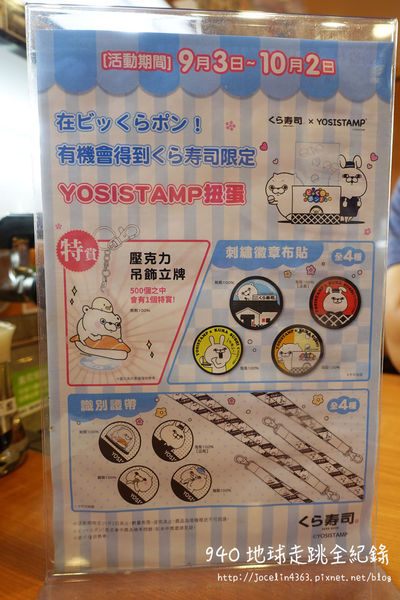 [活動期間] 9月3日~10月2日
くら寿司 × YOSISTAMP
在ビッくらポン！
有機會得到くら寿司限定
YOSISTAMP扭蛋
特賞
壓克力
吊飾立牌
500個之中
會有1個特賞!
刺繡徽章布貼
全4種
識別證帶
全4種
くら寿司
©YOSISTAMP
940 地球走跳全紀錄
http://jocelin4363.pixnet.net/blog